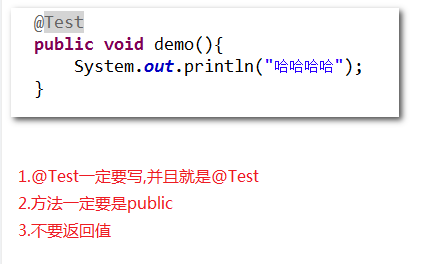 @Test
public void demo(){
System.out.println("哈哈哈哈");
}
1.@Test一定要写,并且就是@Test
2.方法一定要是public
3.不要返回值